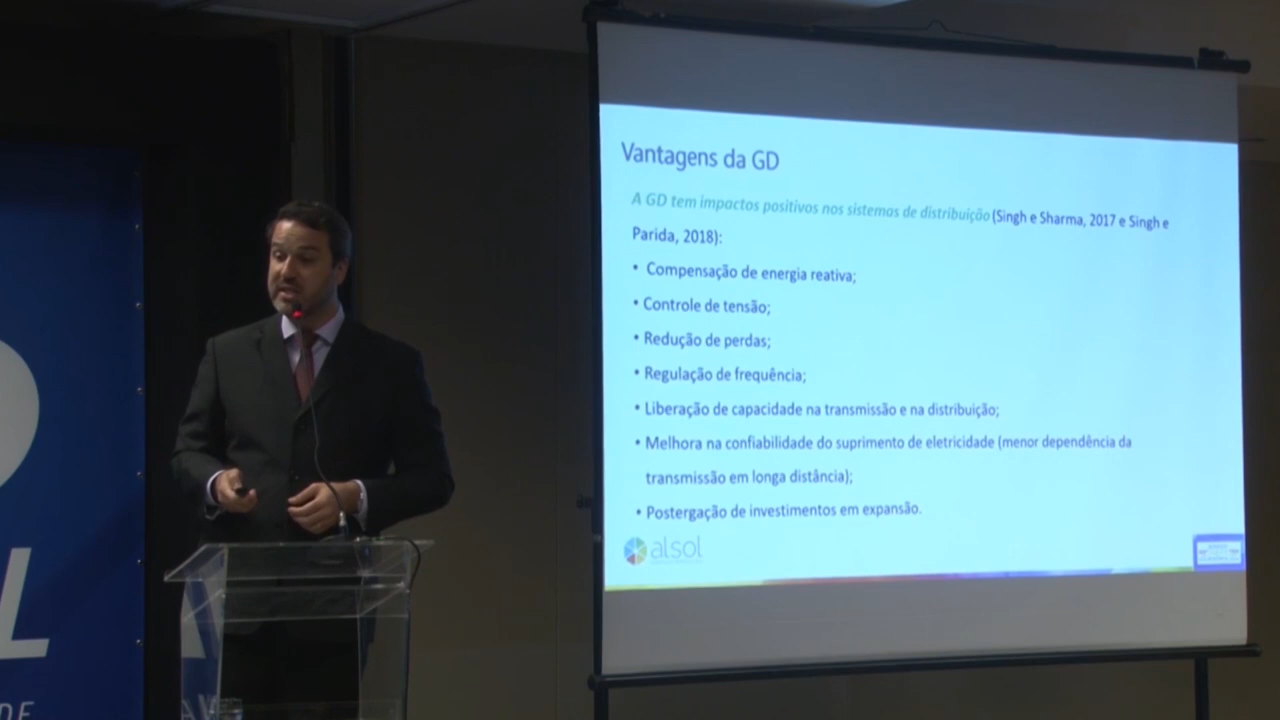 Vantagens da GD
A GD tem impactos positivos nos sistemas de distribuição (Singh e Sharma, 2017 e Singh e
Parida, 2018):
• Compensação de energia reativa;
• Controle de tensão;
• Redução de perdas;
• Regulação de frequência;
• Liberação de capacidade na transmissão e na distribuição;
• Melhora na confiabilidade do suprimento de eletricidade (menor dependência da
transmissão em longa distância);
• Postergação de investimentos em expansão.
alsol
L
DE